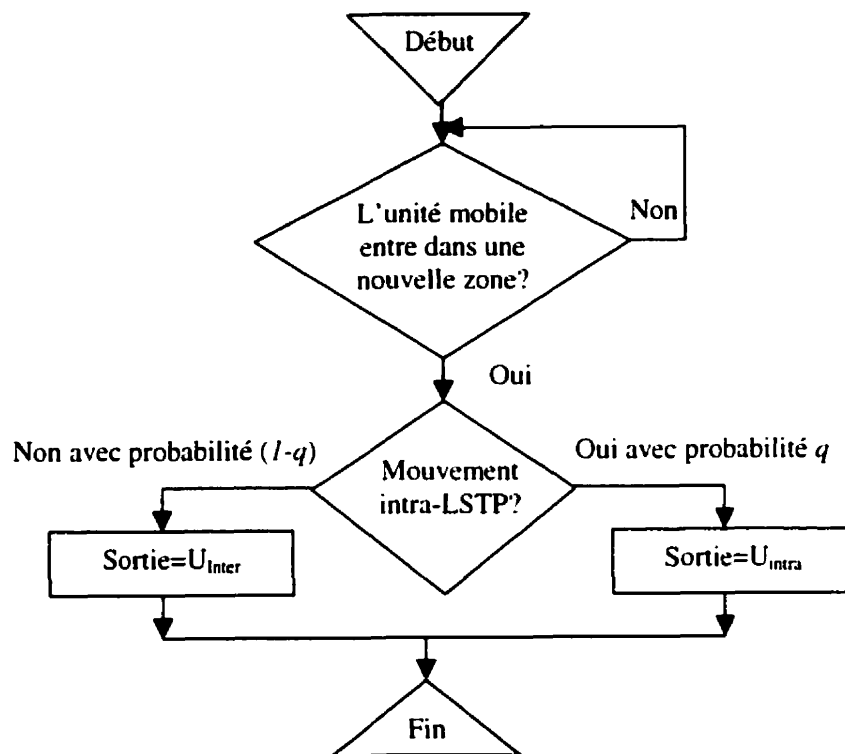 Début
L'unité mobile
entre dans une
nouvelle zone?
Non
Oui
Non avec probabilité (1-q)
Mouvement
intra-LSTP?
Oui avec probabilité q
Sortie=U_Inter
Sortie=U_intra
Fin